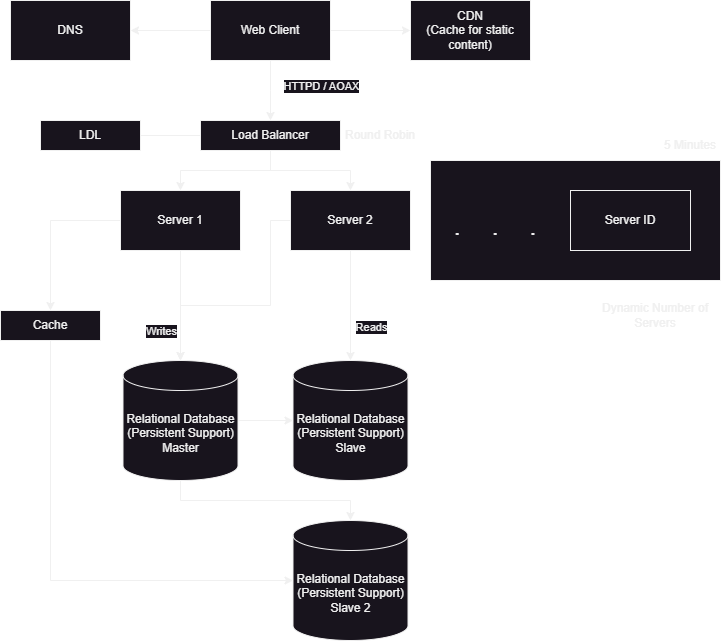 DNS
Web Client
CDN
(Cache for static
content)
HTTPD / AOAX
LDL
Load Balancer
Round Robin
5 Minutes
Server 1
Server 2
- - -
Server ID
Dynamic Number of
Servers
Cache
Writes
Reads
Relational Database
(Persistent Support)
Master
Relational Database
(Persistent Support)
Slave
Relational Database
(Persistent Support)
Slave 2